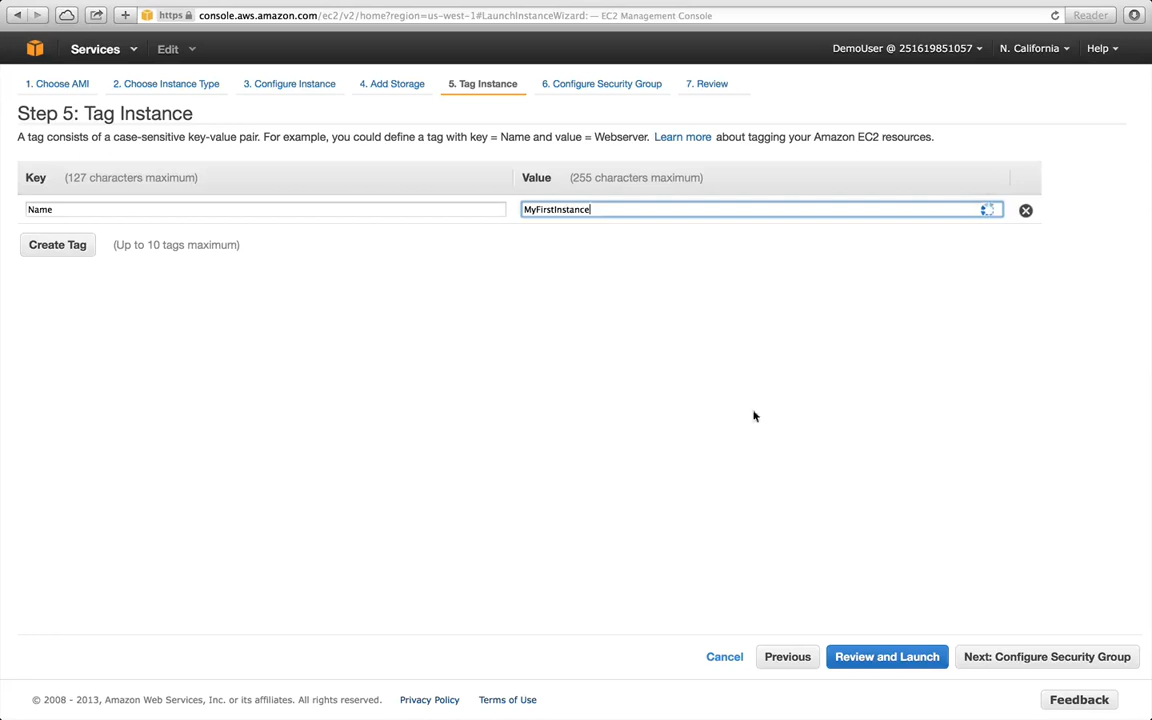 https console.aws.amazon.com/ec2/v2/home?region=us-west-1#LaunchInstanceWizard: — EC2 Management Console Reader
Services Edit DemoUser @ 251619851057 N. California Help
1. Choose AMI 2. Choose Instance Type 3. Configure Instance 4. Add Storage 5. Tag Instance 6. Configure Security Group 7. Review
Step 5: Tag Instance
A tag consists of a case-sensitive key-value pair. For example, you could define a tag with key = Name and value = Webserver. Learn more about tagging your Amazon EC2 resources.
Key (127 characters maximum) Value (255 characters maximum)
Name MyFirstInstance
Create Tag (Up to 10 tags maximum)
Cancel Previous Review and Launch Next: Configure Security Group
© 2008 - 2013, Amazon Web Services, Inc. or its affiliates. All rights reserved. Privacy Policy Terms of Use Feedback